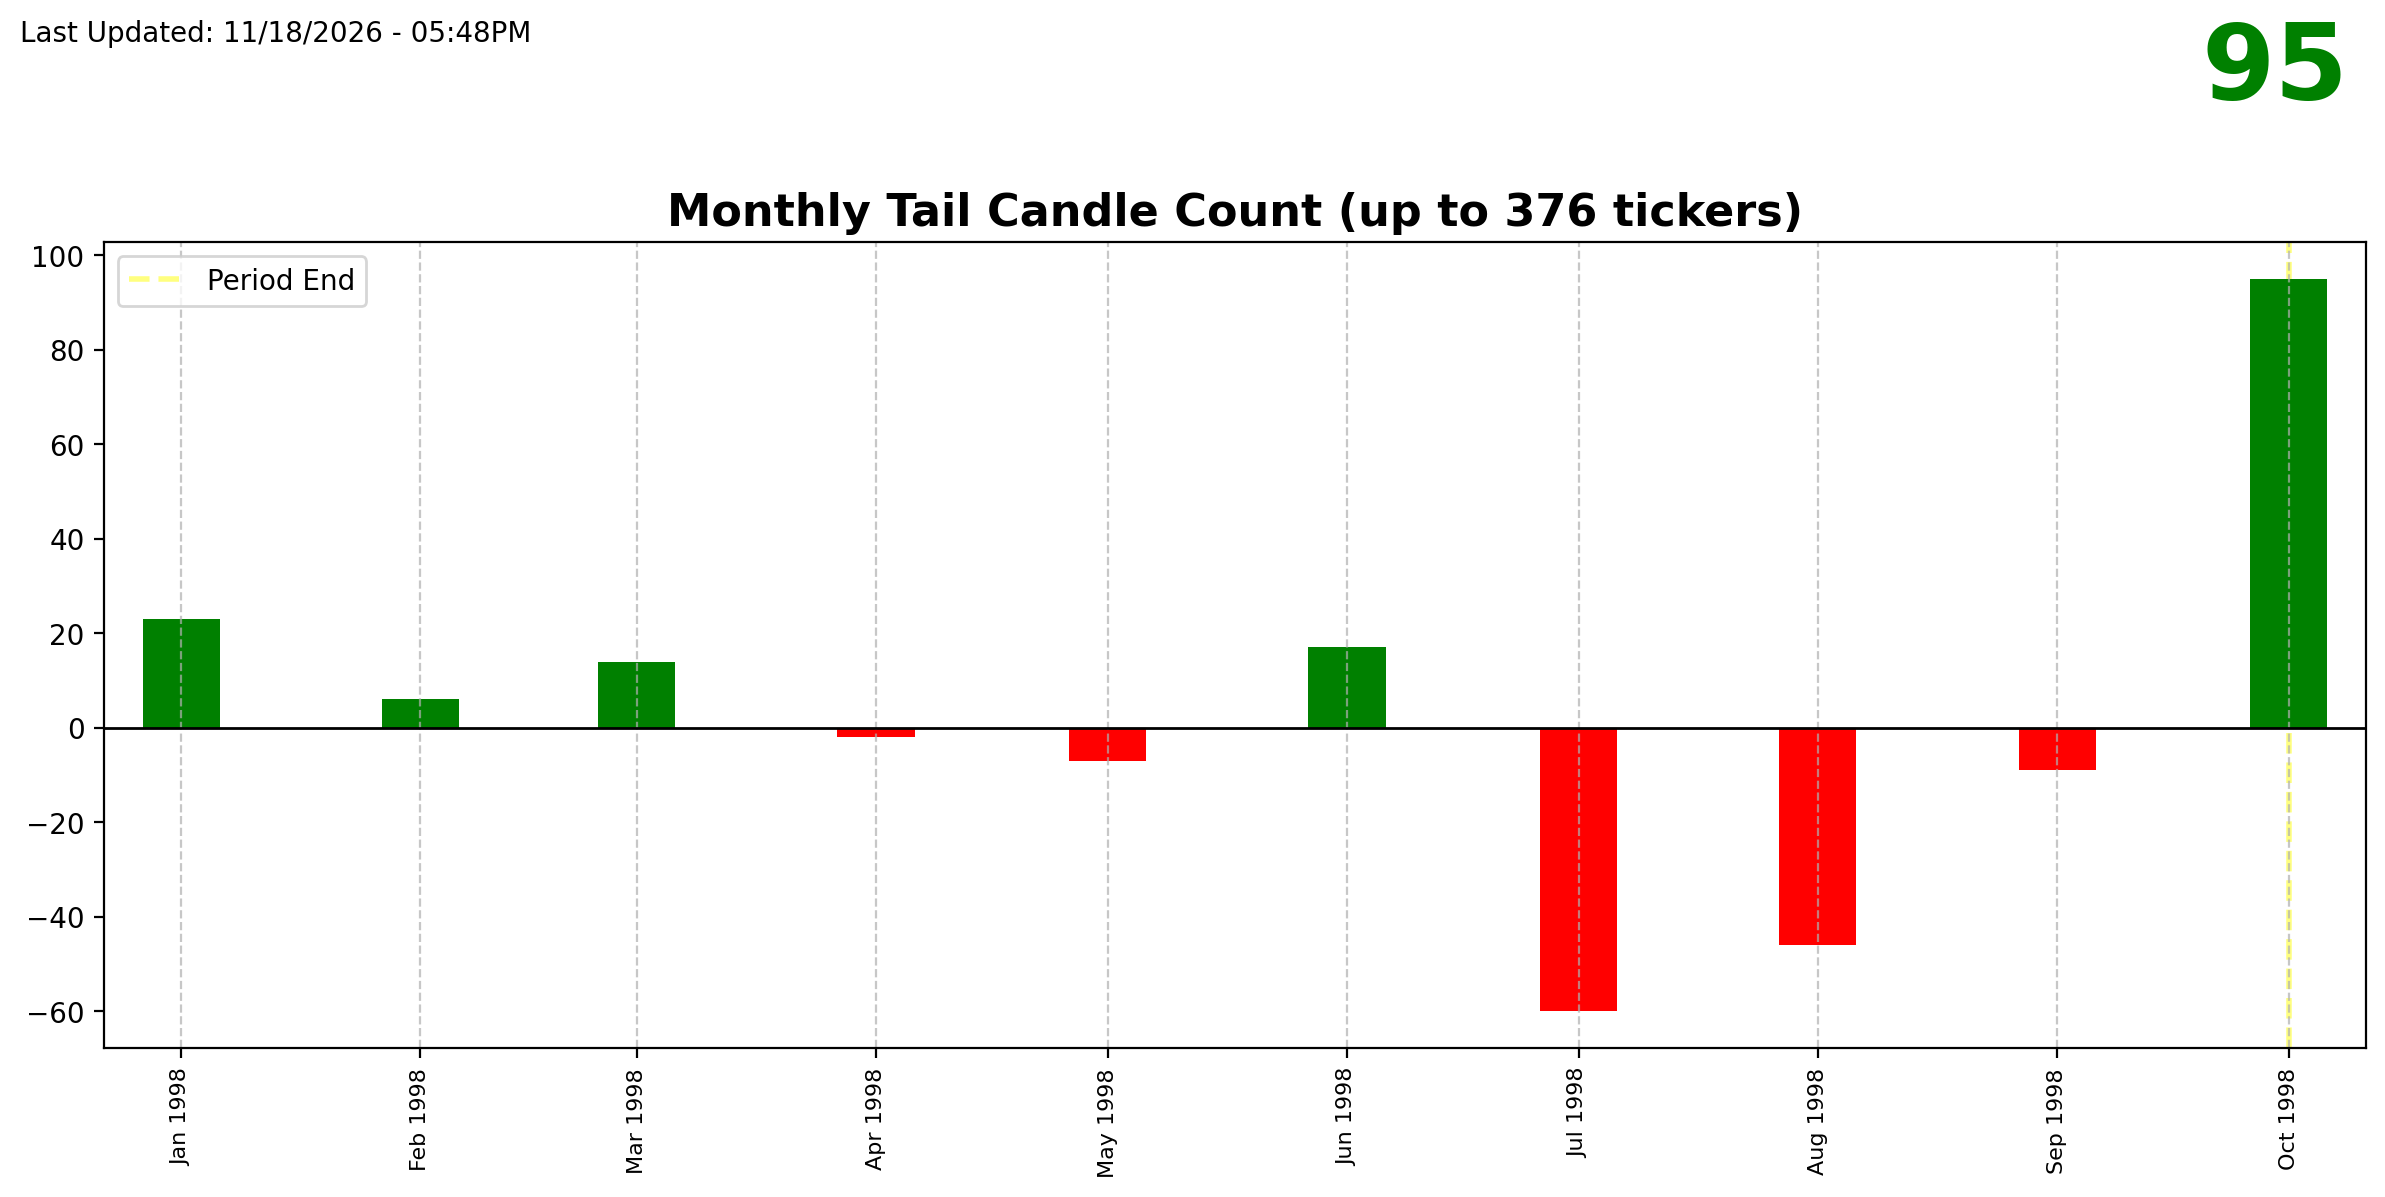 Last Updated: 11/18/2026 - 05:48PM
95
Monthly Tail Candle Count (up to 376 tickers)
Period End
100
80
60
40
20
0
−20
−40
−60
Jan 1998
Feb 1998
Mar 1998
Apr 1998
May 1998
Jun 1998
Jul 1998
Aug 1998
Sep 1998
Oct 1998